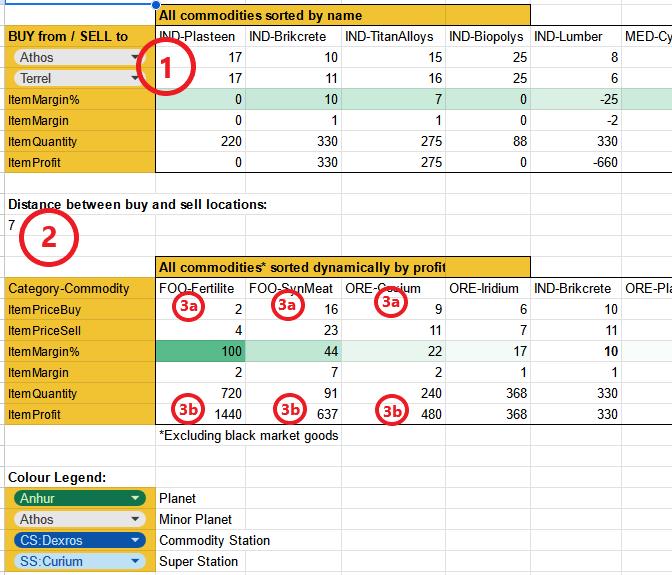 All commodities sorted by name
BUY from / SELL to IND-Plasteen IND-Brikcrete IND-TitanAlloys IND-Biopolys IND-Lumber MED-Cy
Athos 17 10 15 25 8
Terrel 17 11 16 25 6
ItemMargin% 0 10 7 0 -25
ItemMargin 0 1 1 0 -2
ItemQuantity 220 330 275 88 330
ItemProfit 0 330 275 0 -660
1
Distance between buy and sell locations:
7
2
All commodities* sorted dynamically by profit
Category-Commodity FOO-Fertilite FOO-SynMeat ORE-Cesium ORE-Iridium IND-Brikcrete ORE-Pla
ItemPriceBuy 3a 2 3a 16 3a 9 6 10
ItemPriceSell 4 23 11 7 11
ItemMargin% 100 44 22 17 10
ItemMargin 2 7 2 1 1
ItemQuantity 720 91 240 368 330
ItemProfit 3b 1440 3b 637 3b 480 368 330
*Excluding black market goods
Colour Legend:
Anhur Planet
Athos Minor Planet
CS:Dexros Commodity Station
SS:Curium Super Station